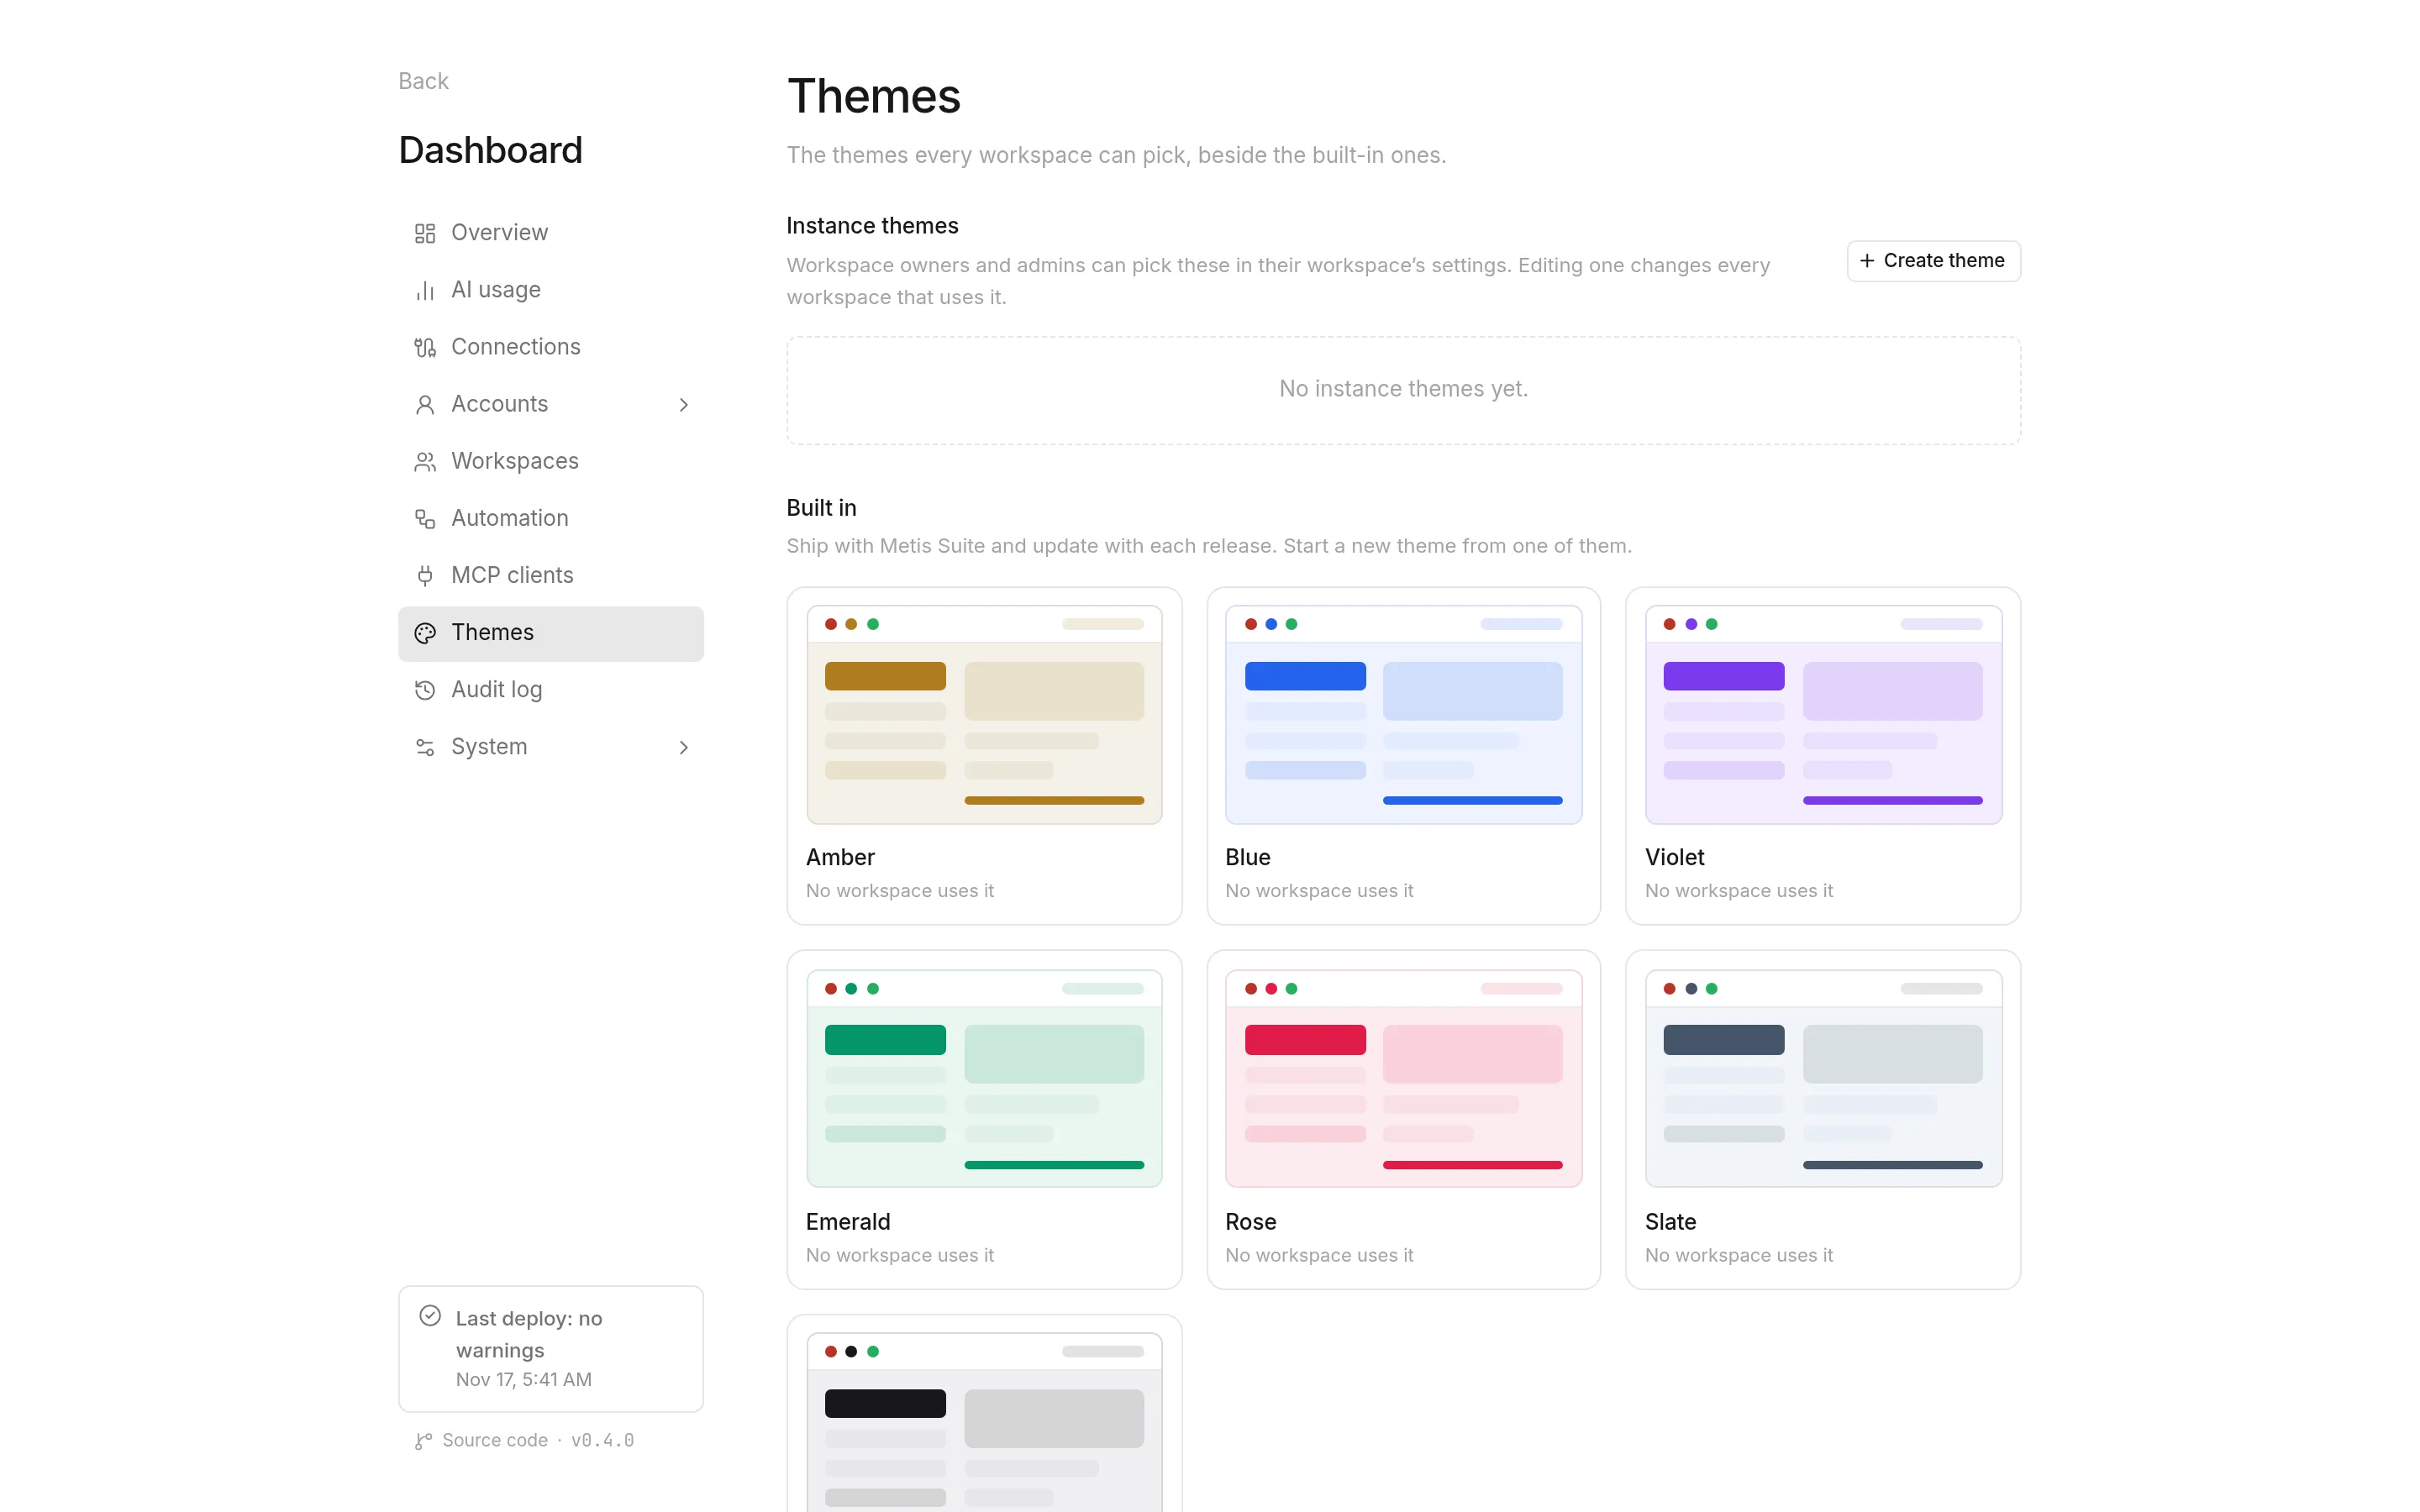 Back
Dashboard
Overview
AI usage
Connections
Accounts
Workspaces
Automation
MCP clients
Themes
Audit log
System
Last deploy: no
warnings
Nov 17, 5:41 AM
Source code · v0.4.0
Themes
The themes every workspace can pick, beside the built-in ones.
Instance themes
Workspace owners and admins can pick these in their workspace’s settings. Editing one changes every
workspace that uses it.
Create theme
No instance themes yet.
Built in
Ship with Metis Suite and update with each release. Start a new theme from one of them.
Amber
No workspace uses it
Blue
No workspace uses it
Violet
No workspace uses it
Emerald
No workspace uses it
Rose
No workspace uses it
Slate
No workspace uses it